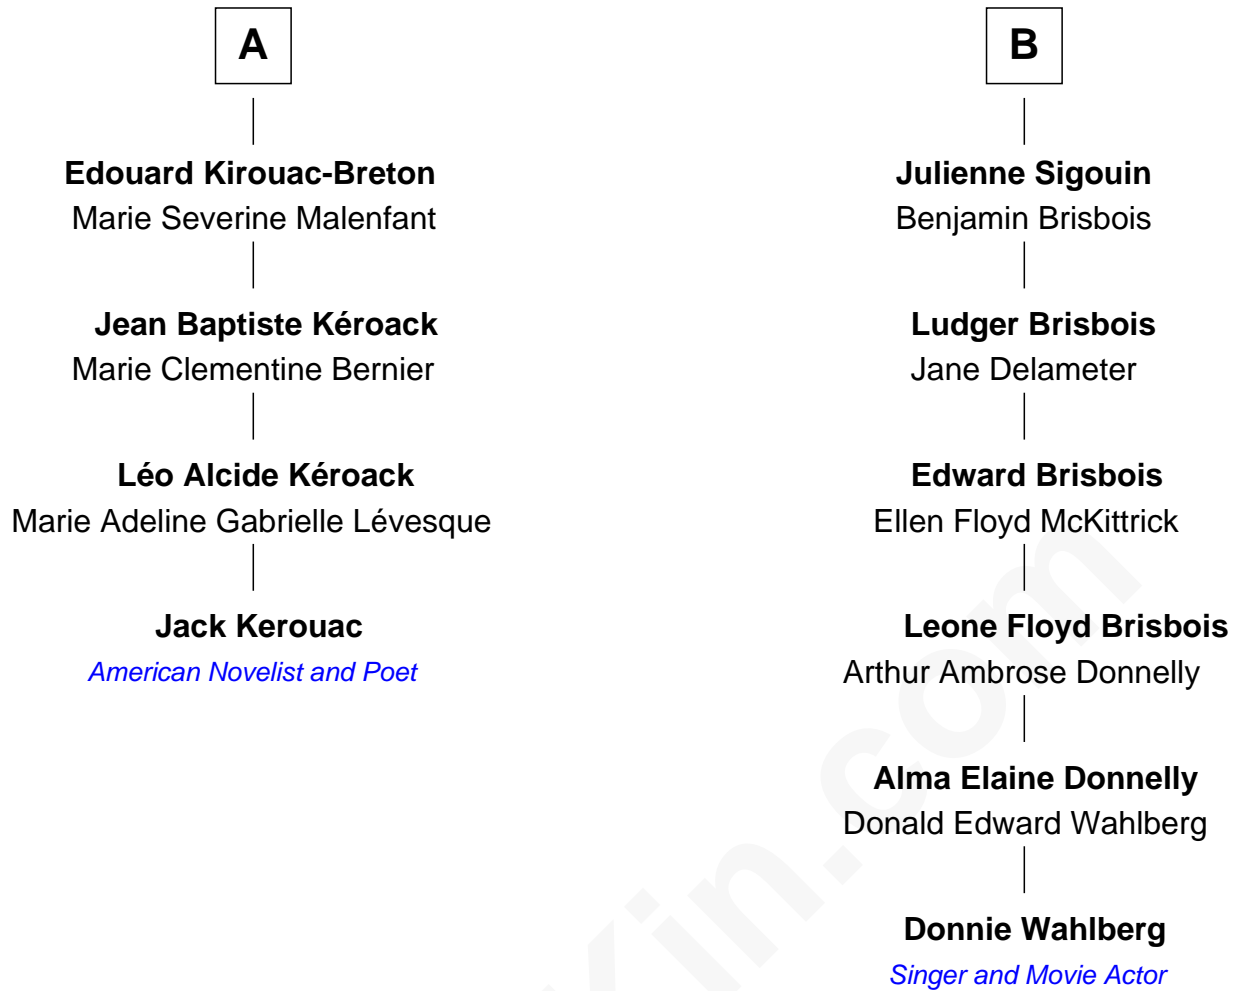 A
Edouard Kirouac-Breton
Marie Severine Malenfant
Jean Baptiste Kéroack
Marie Clementine Bernier
Léo Alcide Kéroack
Marie Adeline Gabrielle Lévesque
Jack Kerouac
American Novelist and Poet
B
Julienne Sigouin
Benjamin Brisbois
Ludger Brisbois
Jane Delameter
Edward Brisbois
Ellen Floyd McKittrick
Leone Floyd Brisbois
Arthur Ambrose Donnelly
Alma Elaine Donnelly
Donald Edward Wahlberg
Donnie Wahlberg
Singer and Movie Actor
Kin.com